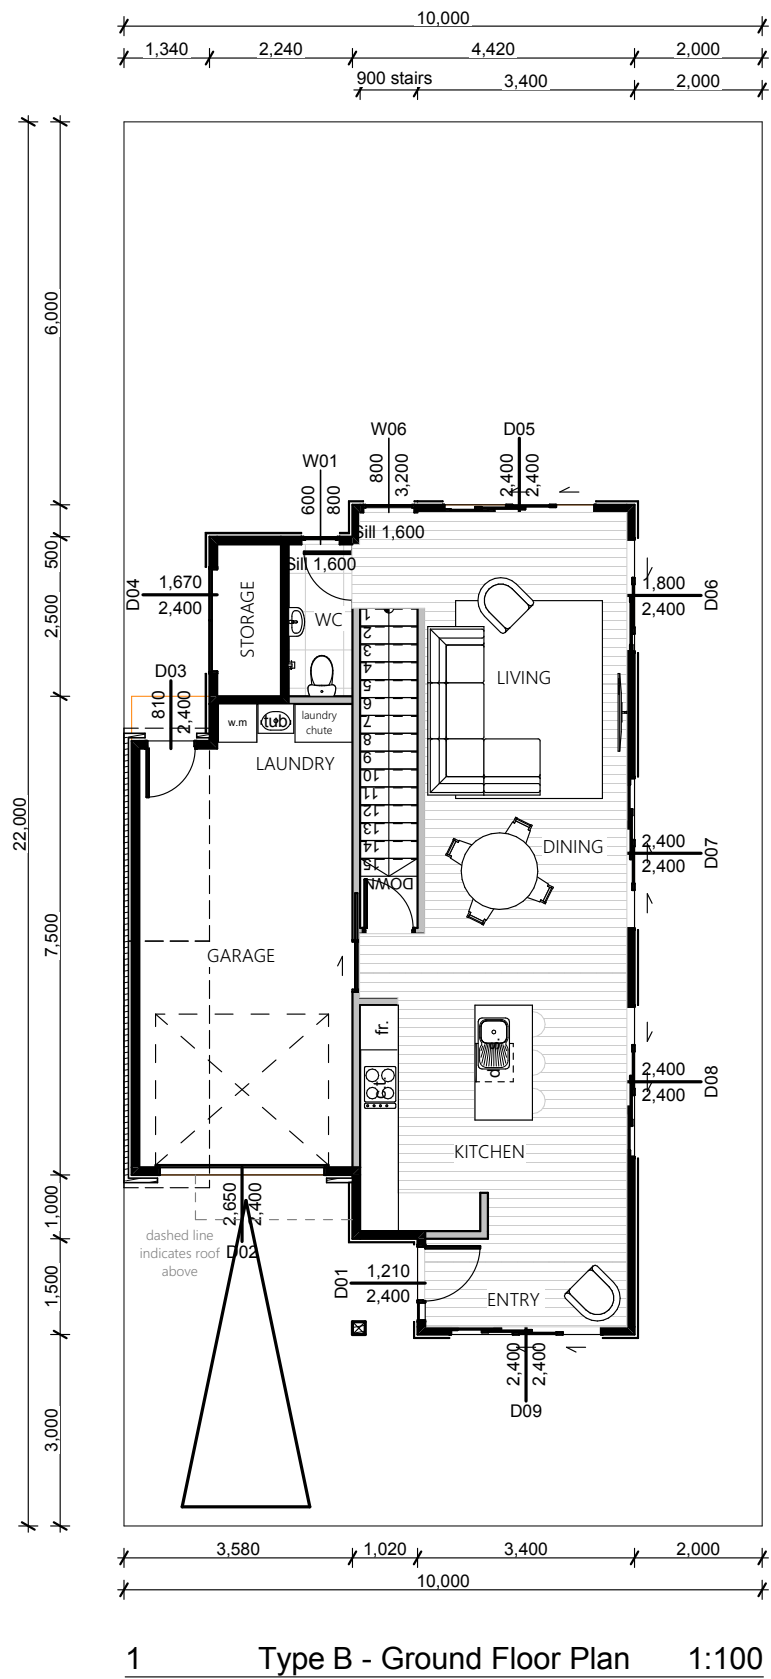 10,000
1,340 2,240 4,420 2,000
900 stairs 3,400 2,000
22,000
6,000
500
2,500
7,500
1,000
1,500
3,000
W06
800
3,200
D05
2,400
2,400
W01
600
800
Sill 1,600
Sill 1,600
D04
1,670
2,400
STORAGE
WC
1,800
2,400
D06
D03
810
2,400
LIVING
w.m
tub
laundry
chute
LAUNDRY
1
2
3
4
5
6
7
8
9
10
11
12
13
14
15
DOWN
DINING
2,400
2,400
D07
GARAGE
fr.
2,400
2,400
D08
KITCHEN
2,650
2,400
D02
dashed line
indicates roof
above
D01
1,210
2,400
ENTRY
2,400
2,400
D09
3,580 1,020 3,400 2,000
10,000
1 Type B - Ground Floor Plan 1:100